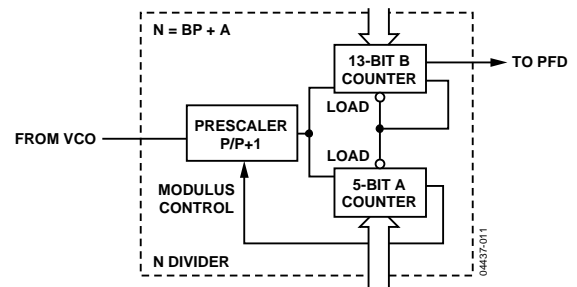 N = BP + A
13-BIT B
COUNTER
TO PFD
LOAD
PRESCALER
P/P+1
FROM VCO
LOAD
MODULUS
CONTROL
5-BIT A
COUNTER
N DIVIDER
04437-011